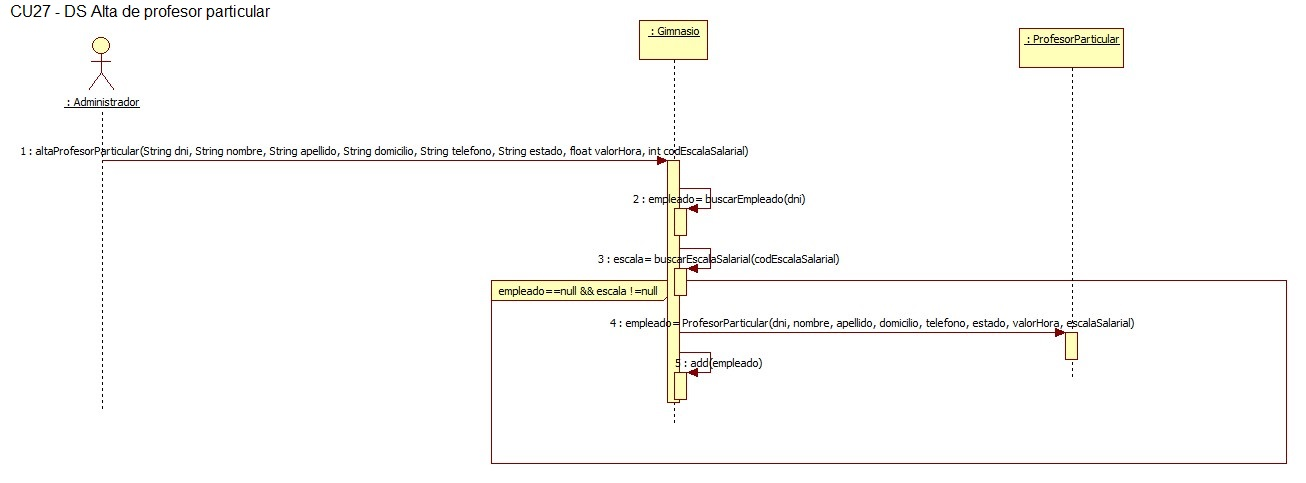 CU27 - DS Alta de profesor particular
: Gimnasio
: ProfesorParticular
: Administrador
1 : altaProfesorParticular(String dni, String nombre, String apellido, String domicilio, String telefono, String estado, float valorHora, int codEscalaSalarial)
2 : empleado= buscarEmpleado(dni)
3 : escala= buscarEscalaSalarial(codEscalaSalarial)
empleado==null && escala !=null
4 : empleado= ProfesorParticular(dni, nombre, apellido, domicilio, telefono, estado, valorHora, escalaSalarial)
5 : add(empleado)